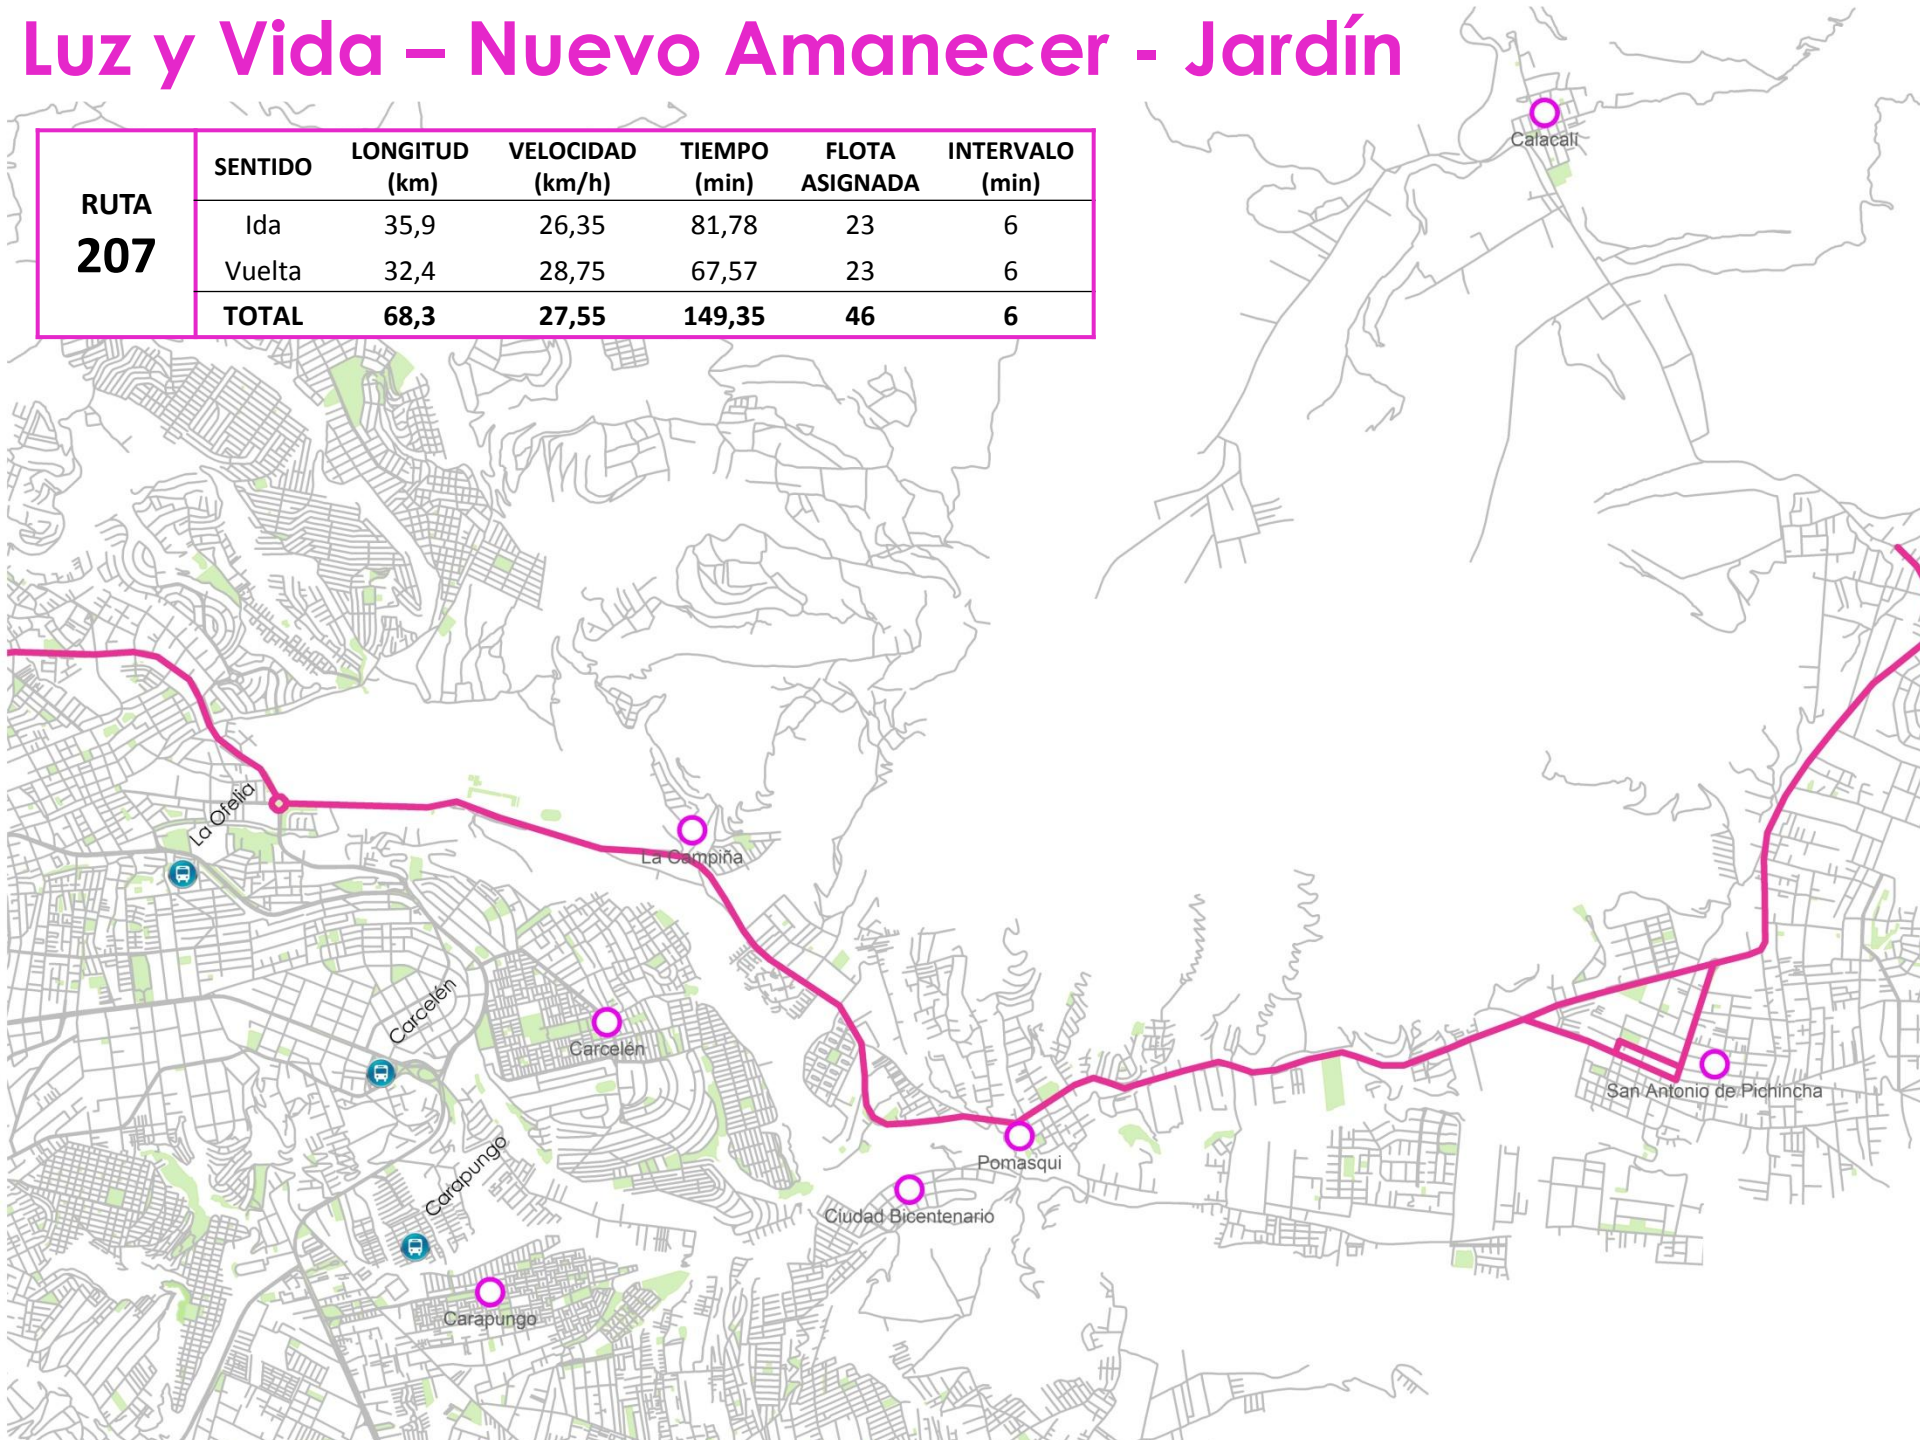 Luz y Vida – Nuevo Amanecer - Jardín
RUTA
207
SENTIDO LONGITUD (km) VELOCIDAD (km/h) TIEMPO (min) FLOTA ASIGNADA INTERVALO (min)
Ida 35,9 26,35 81,78 23 6
Vuelta 32,4 28,75 67,57 23 6
TOTAL 68,3 27,55 149,35 46 6
Calacalí
La Ofelia
La Campiña
Carcelén
Carcelén
San Antonio de Pichincha
Carapungo
Pomasqui
Ciudad Bicentenario
Carapungo